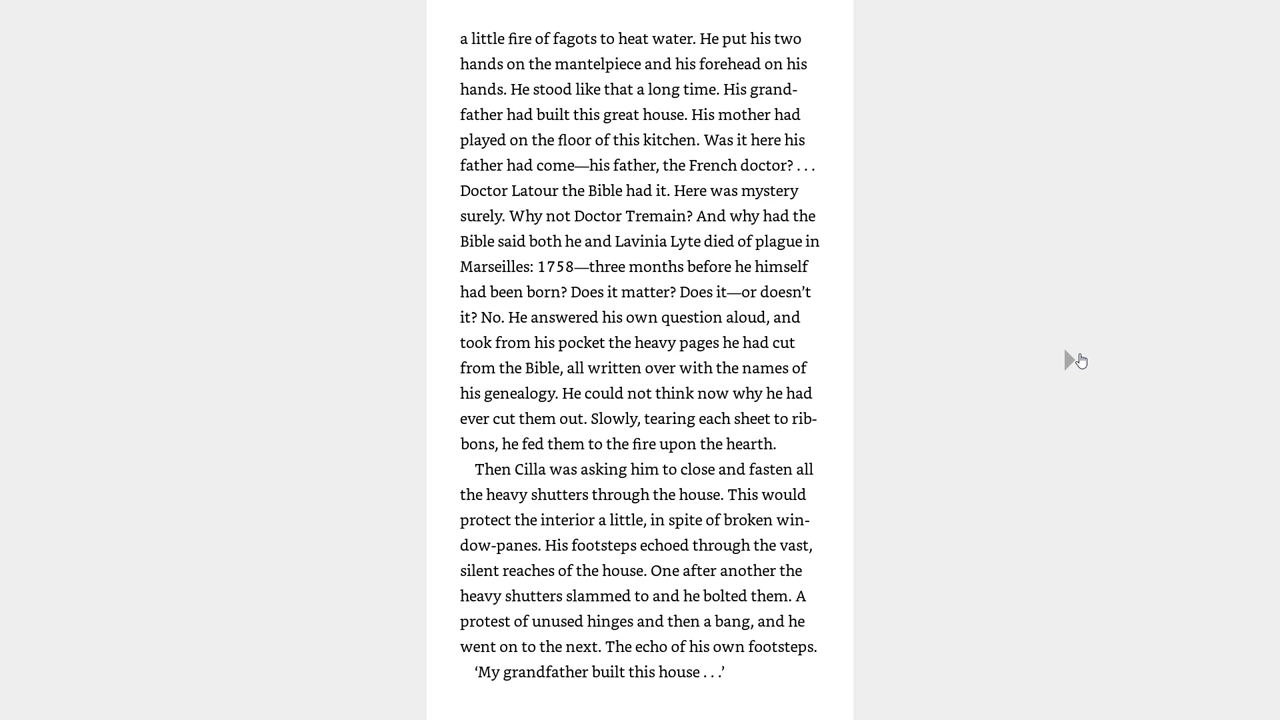 a little fire of fagots to heat water. He put his two
hands on the mantelpiece and his forehead on his
hands. He stood like that a long time. His grand-
father had built this great house. His mother had
played on the floor of this kitchen. Was it here his
father had come—his father, the French doctor? . . .
Doctor Latour the Bible had it. Here was mystery
surely. Why not Doctor Tremain? And why had the
Bible said both he and Lavinia Lyte died of plague in
Marseilles: 1758—three months before he himself
had been born? Does it matter? Does it—or doesn’t
it? No. He answered his own question aloud, and
took from his pocket the heavy pages he had cut
from the Bible, all written over with the names of
his genealogy. He could not think now why he had
ever cut them out. Slowly, tearing each sheet to rib-
bons, he fed them to the fire upon the hearth.
Then Cilla was asking him to close and fasten all
the heavy shutters through the house. This would
protect the interior a little, in spite of broken win-
dow-panes. His footsteps echoed through the vast,
silent reaches of the house. One after another the
heavy shutters slammed to and he bolted them. A
protest of unused hinges and then a bang, and he
went on to the next. The echo of his own footsteps.
‘My grandfather built this house . . .’